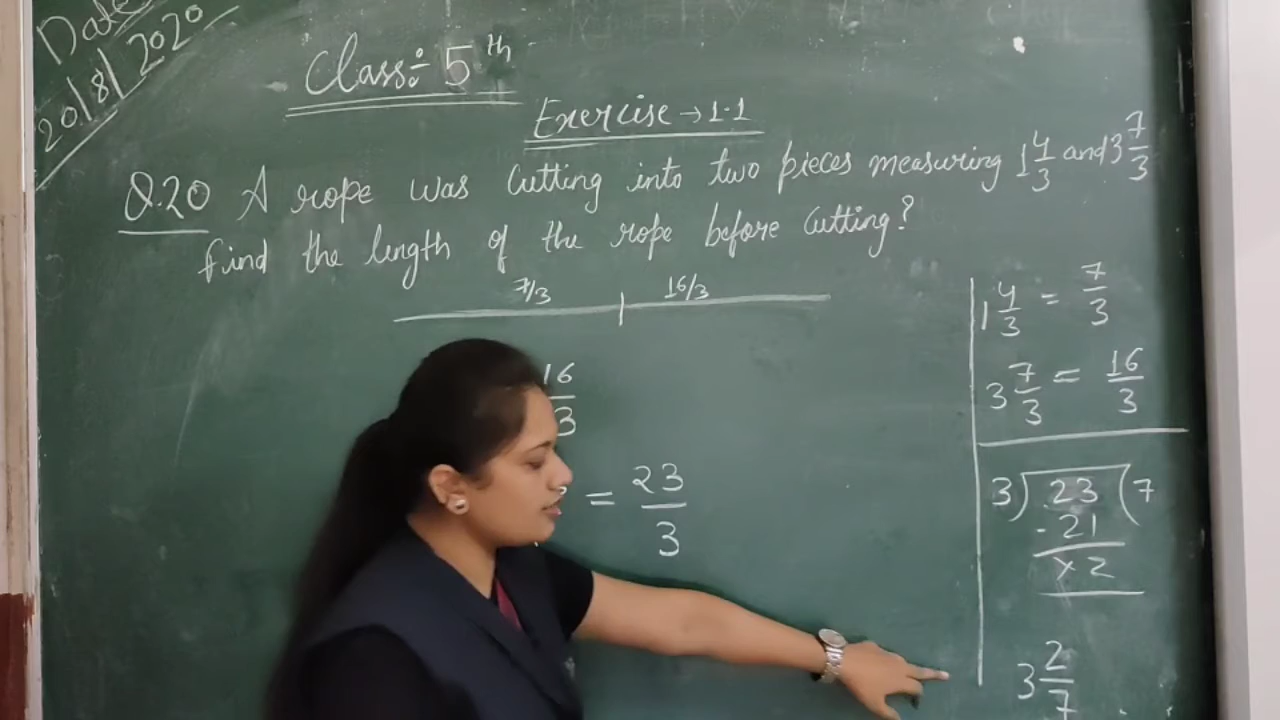 Date
20/8/2020
Class÷ 5th
Exercise → 1.1
Q.20 A rope was cutting into two pieces measuring 1 4/3 and 3 7/3
find the length of the rope before cutting?
7/3 16/3
1 4/3 = 7/3
3 7/3 = 16/3
16/3
= 23/3
3) 23 (7
- 21
x 2
3 2/7